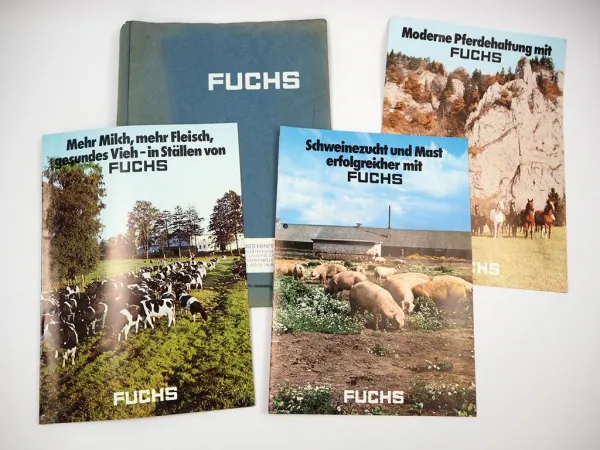 FUCHS
Moderne Pferdehaltung mit
FUCHS
FUCHS
Mehr Milch, mehr Fleisch,
gesundes Vieh – in Ställen von
FUCHS
FUCHS
Schweinezucht und Mast
erfolgreicher mit
FUCHS
FUCHS